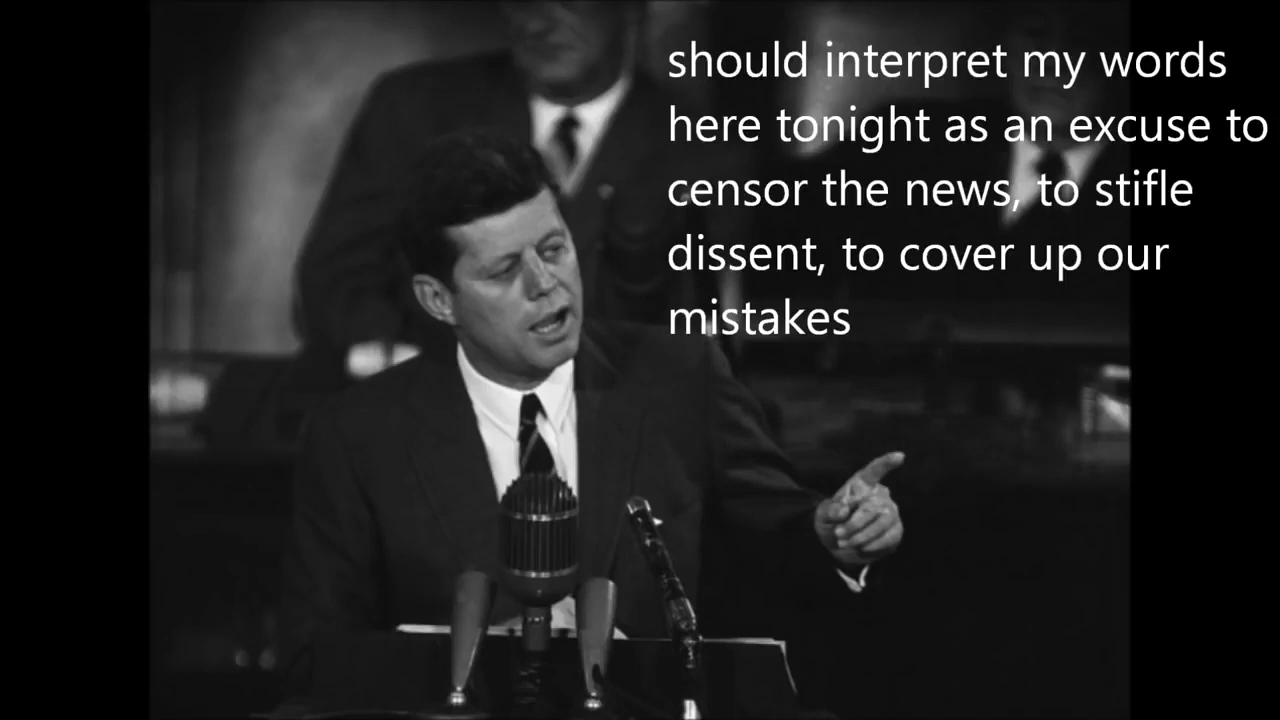 should interpret my words
here tonight as an excuse to
censor the news, to stifle
dissent, to cover up our
mistakes